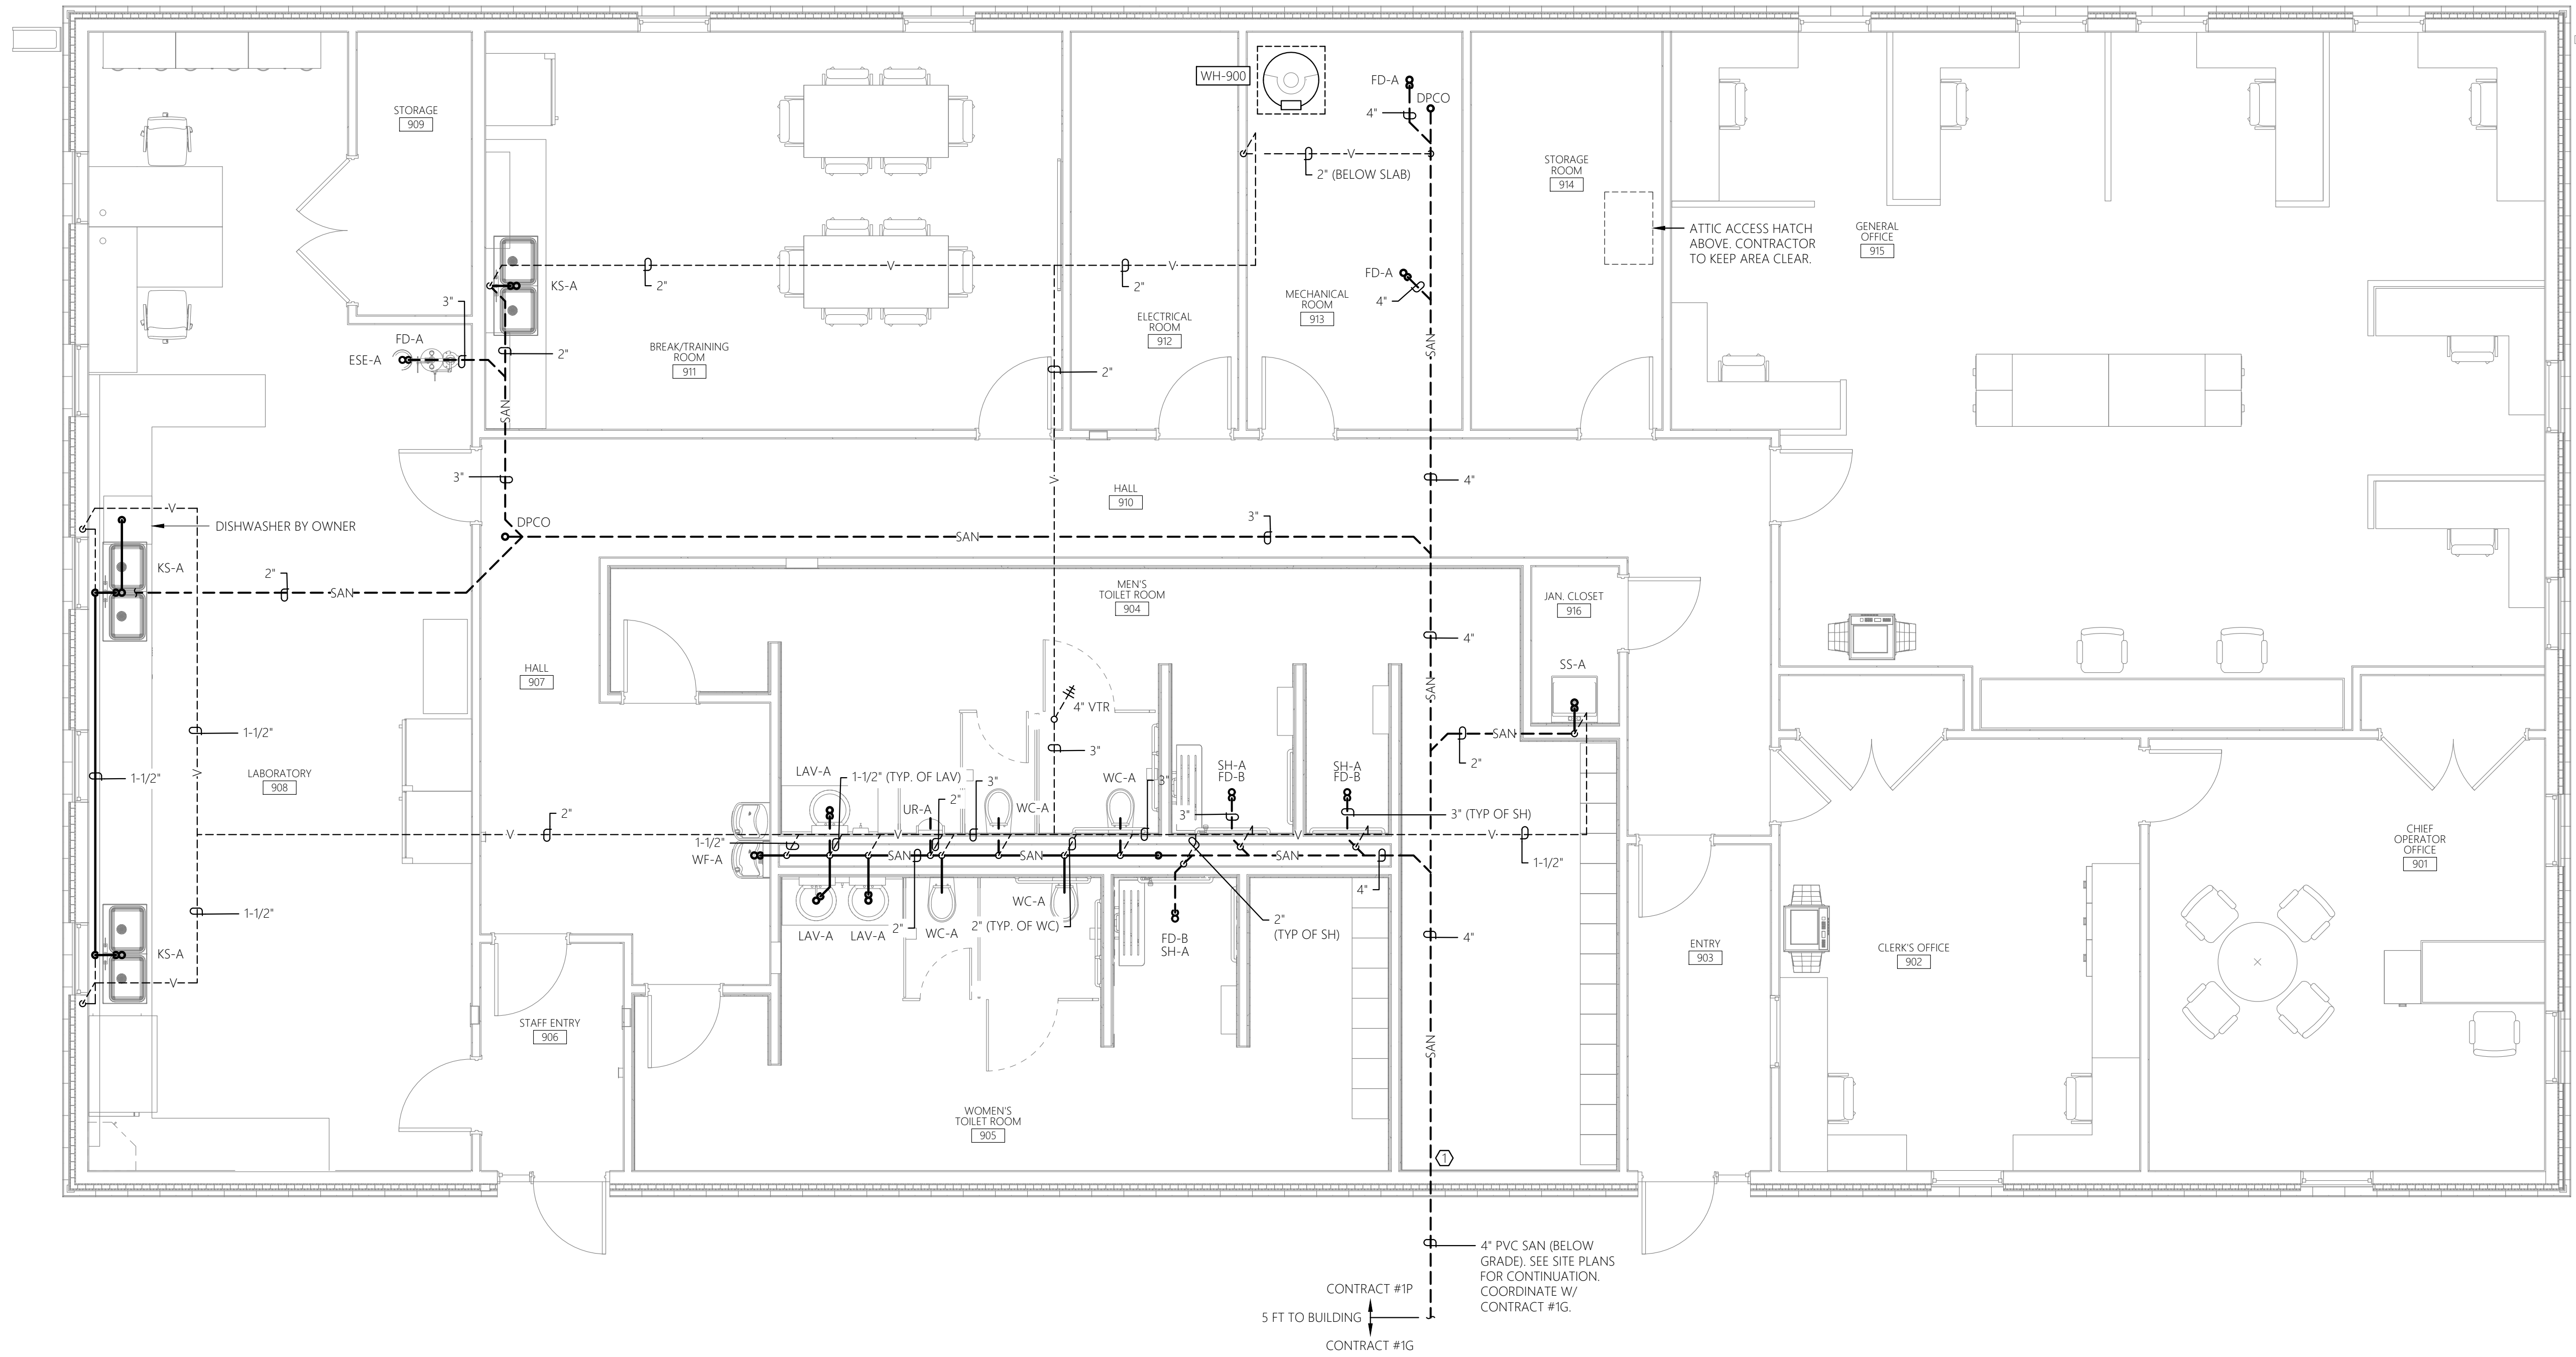 WH-900
FD-A
DPCO
4"
V
2" (BELOW SLAB)
STORAGE
909
STORAGE
ROOM
914
ATTIC ACCESS HATCH
ABOVE. CONTRACTOR
TO KEEP AREA CLEAR.
GENERAL
OFFICE
915
V
V
KS-A
2"
2"
FD-A
4"
MECHANICAL
ROOM
913
ELECTRICAL
ROOM
912
3"
FD-A
ESE-A
2"
BREAK/TRAINING
ROOM
911
2"
SAN
SAN
3"
V
4"
HALL
910
DISHWASHER BY OWNER
V
DPCO
3"
SAN
KS-A
2"
SAN
MEN'S
TOILET ROOM
904
JAN. CLOSET
916
4"
HALL
907
SS-A
SAN
4" VTR
1-1/2"
3"
SAN
2"
V
1-1/2"
LABORATORY
908
LAV-A
1-1/2" (TYP. OF LAV)
3"
WC-A
3"
SH-A
FD-B
SH-A
FD-B
UR-A
2"
WC-A
3"
3" (TYP OF SH)
2"
V
V
V
V
1-1/2"
WF-A
SAN
SAN
SAN
4"
1-1/2"
CHIEF
OPERATOR
OFFICE
901
1-1/2"
WC-A
2"
(TYP OF SH)
KS-A
V
LAV-A
LAV-A
2"
WC-A
2" (TYP. OF WC)
FD-B
SH-A
4"
ENTRY
903
CLERK'S OFFICE
902
STAFF ENTRY
906
SAN
WOMEN'S
TOILET ROOM
905
1
4" PVC SAN (BELOW
GRADE). SEE SITE PLANS
FOR CONTINUATION.
COORDINATE W/
CONTRACT #1G.
CONTRACT #1P
5 FT TO BUILDING
CONTRACT #1G